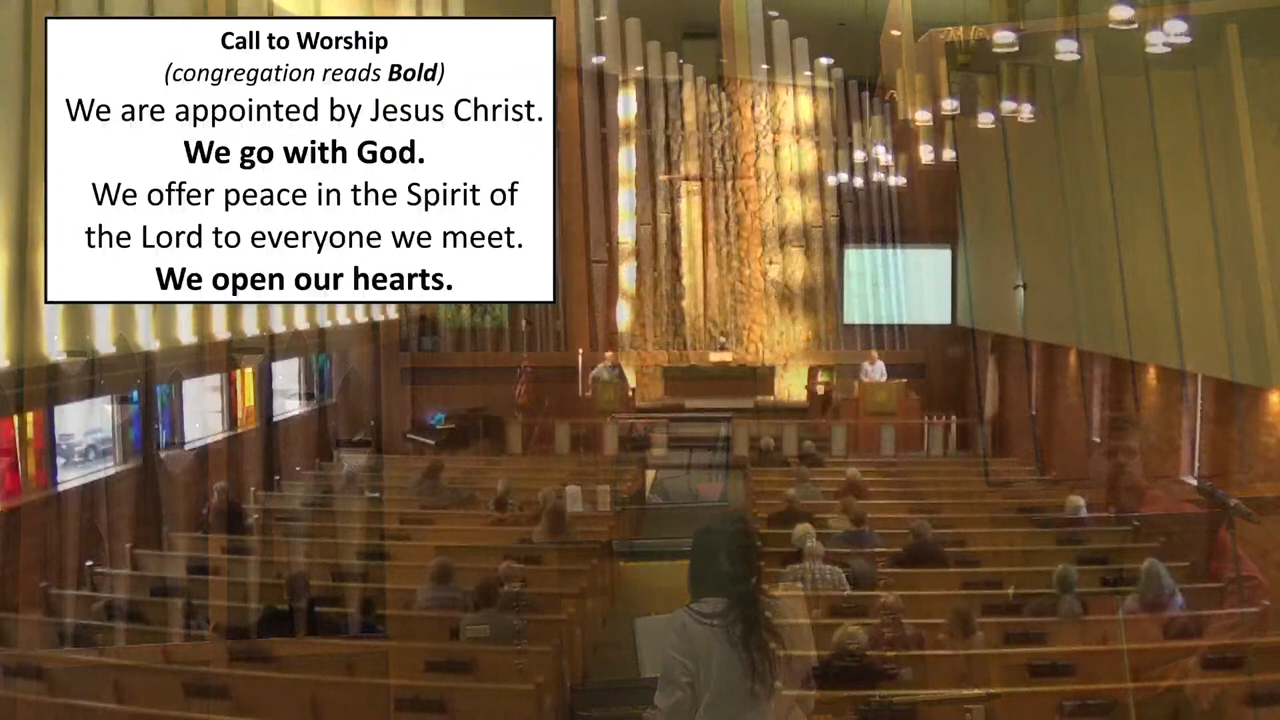 Call to Worship
(congregation reads Bold)
We are appointed by Jesus Christ.
We go with God.
We offer peace in the Spirit of
the Lord to everyone we meet.
We open our hearts.